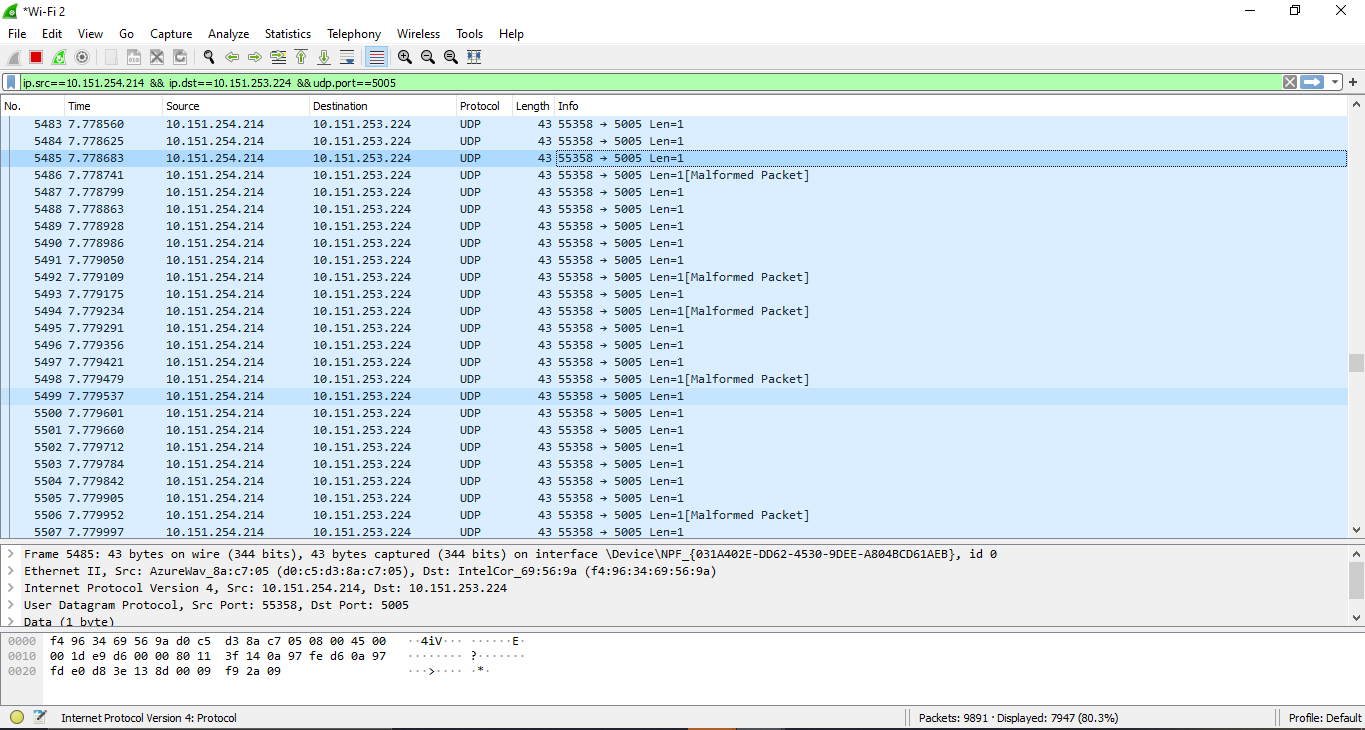 *Wi-Fi 2
File Edit View Go Capture Analyze Statistics Telephony Wireless Tools Help
ip.src==10.151.254.214 && ip.dst==10.151.253.224 && udp.port==5005
No. Time Source Destination Protocol Length Info
5483 7.778560 10.151.254.214 10.151.253.224 UDP 43 55358 → 5005 Len=1
5484 7.778625 10.151.254.214 10.151.253.224 UDP 43 55358 → 5005 Len=1
5485 7.778683 10.151.254.214 10.151.253.224 UDP 43 55358 → 5005 Len=1
5486 7.778741 10.151.254.214 10.151.253.224 UDP 43 55358 → 5005 Len=1[Malformed Packet]
5487 7.778799 10.151.254.214 10.151.253.224 UDP 43 55358 → 5005 Len=1
5488 7.778863 10.151.254.214 10.151.253.224 UDP 43 55358 → 5005 Len=1
5489 7.778928 10.151.254.214 10.151.253.224 UDP 43 55358 → 5005 Len=1
5490 7.778986 10.151.254.214 10.151.253.224 UDP 43 55358 → 5005 Len=1
5491 7.779050 10.151.254.214 10.151.253.224 UDP 43 55358 → 5005 Len=1
5492 7.779109 10.151.254.214 10.151.253.224 UDP 43 55358 → 5005 Len=1[Malformed Packet]
5493 7.779175 10.151.254.214 10.151.253.224 UDP 43 55358 → 5005 Len=1
5494 7.779234 10.151.254.214 10.151.253.224 UDP 43 55358 → 5005 Len=1[Malformed Packet]
5495 7.779291 10.151.254.214 10.151.253.224 UDP 43 55358 → 5005 Len=1
5496 7.779356 10.151.254.214 10.151.253.224 UDP 43 55358 → 5005 Len=1
5497 7.779421 10.151.254.214 10.151.253.224 UDP 43 55358 → 5005 Len=1
5498 7.779479 10.151.254.214 10.151.253.224 UDP 43 55358 → 5005 Len=1[Malformed Packet]
5499 7.779537 10.151.254.214 10.151.253.224 UDP 43 55358 → 5005 Len=1
5500 7.779601 10.151.254.214 10.151.253.224 UDP 43 55358 → 5005 Len=1
5501 7.779660 10.151.254.214 10.151.253.224 UDP 43 55358 → 5005 Len=1
5502 7.779712 10.151.254.214 10.151.253.224 UDP 43 55358 → 5005 Len=1
5503 7.779784 10.151.254.214 10.151.253.224 UDP 43 55358 → 5005 Len=1
5504 7.779842 10.151.254.214 10.151.253.224 UDP 43 55358 → 5005 Len=1
5505 7.779905 10.151.254.214 10.151.253.224 UDP 43 55358 → 5005 Len=1
5506 7.779952 10.151.254.214 10.151.253.224 UDP 43 55358 → 5005 Len=1[Malformed Packet]
5507 7.779997 10.151.254.214 10.151.253.224 UDP 43 55358 → 5005 Len=1
Frame 5485: 43 bytes on wire (344 bits), 43 bytes captured (344 bits) on interface \Device\NPF_{031A402E-DD62-4530-9DEE-A804BCD61AEB}, id 0
Ethernet II, Src: AzureWav_8a:c7:05 (d0:c5:d3:8a:c7:05), Dst: IntelCor_69:56:9a (f4:96:34:69:56:9a)
Internet Protocol Version 4, Src: 10.151.254.214, Dst: 10.151.253.224
User Datagram Protocol, Src Port: 55358, Dst Port: 5005
Data (1 byte)
0000 f4 96 34 69 56 9a d0 c5 d3 8a c7 05 08 00 45 00 ··4iV··· ······E·
0010 00 1d e9 d6 00 00 80 11 3f 14 0a 97 fe d6 0a 97 ········ ?·······
0020 fd e0 d8 3e 13 8d 00 09 f9 2a 09 ···>···· ·*·
Internet Protocol Version 4: Protocol Packets: 9891 · Displayed: 7947 (80.3%) Profile: Default